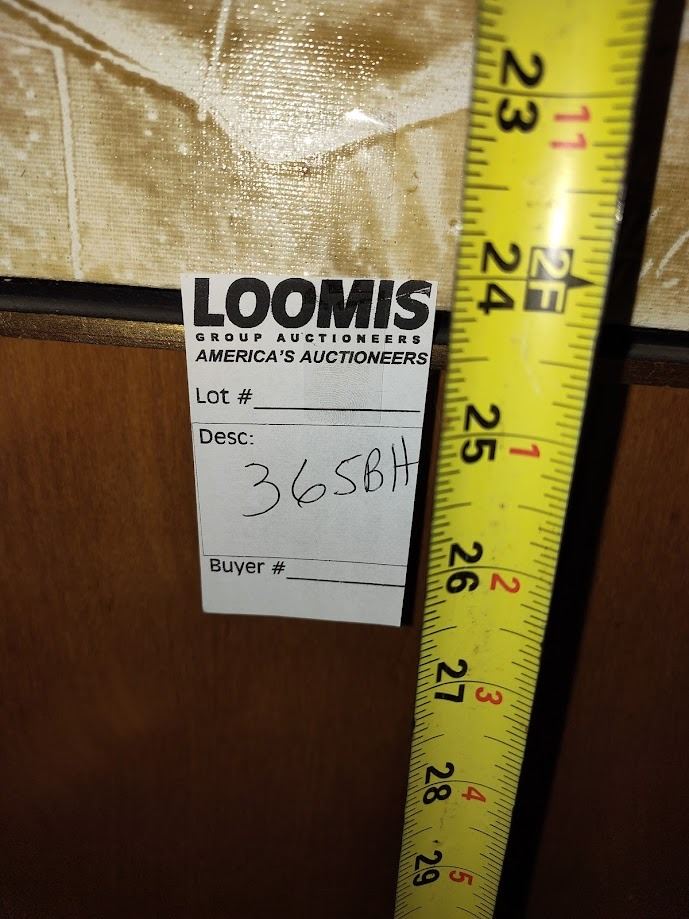 LOOMIS
GROUP AUCTIONEERS
AMERICA'S AUCTIONEERS
Lot #
Desc:
365BH
Buyer #
23
11
24
2F
25
1
26
2
27
3
28
4
29
5